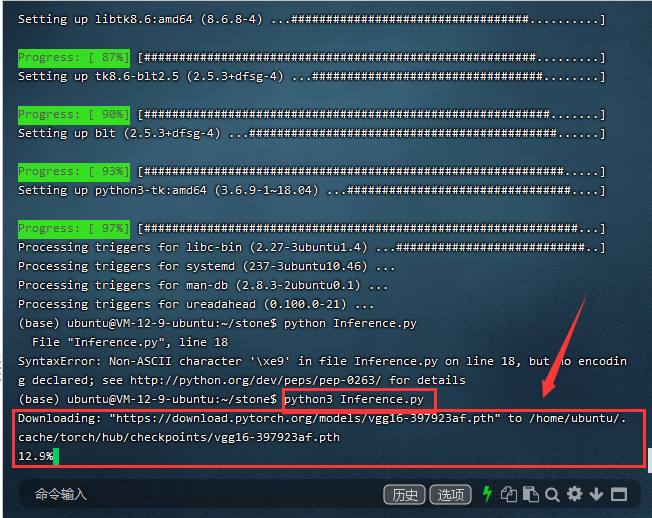 Setting up libtk8.6:amd64 (8.6.8-4) ...##################################..........]
Progress: [ 87%] [########################################################.........]
Setting up tk8.6-blt2.5 (2.5.3+dfsg-4) ...################################.........]
Progress: [ 90%] [##########################################################.......]
Setting up blt (2.5.3+dfsg-4) ...###########################################.......]
Progress: [ 93%] [############################################################.....]
Setting up python3-tk:amd64 (3.6.9-1~18.04) ...################################....]
Progress: [ 97%] [##############################################################...]
Processing triggers for libc-bin (2.27-3ubuntu1.4) ...###########################..]
Processing triggers for systemd (237-3ubuntu10.46) ...
Processing triggers for man-db (2.8.3-2ubuntu0.1) ...
Processing triggers for ureadahead (0.100.0-21) ...
(base) ubuntu@VM-12-9-ubuntu:~/stone$ python Inference.py
File "Inference.py", line 18
SyntaxError: Non-ASCII character '\xe9' in file Inference.py on line 18, but no encodin
g declared; see http://python.org/dev/peps/pep-0263/ for details
(base) ubuntu@VM-12-9-ubuntu:~/stone$ python3 Inference.py
Downloading: "https://download.pytorch.org/models/vgg16-397923af.pth" to /home/ubuntu/.
cache/torch/hub/checkpoints/vgg16-397923af.pth
12.9%
命令输入 历史 选项